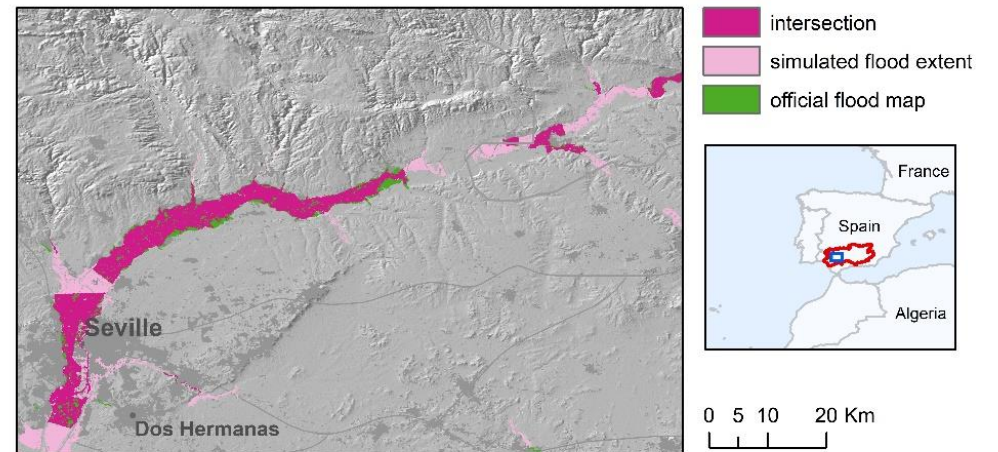 intersection
simulated flood extent
official flood map
France
Spain
Algeria
Seville
Dos Hermanas
0 5 10 20 Km